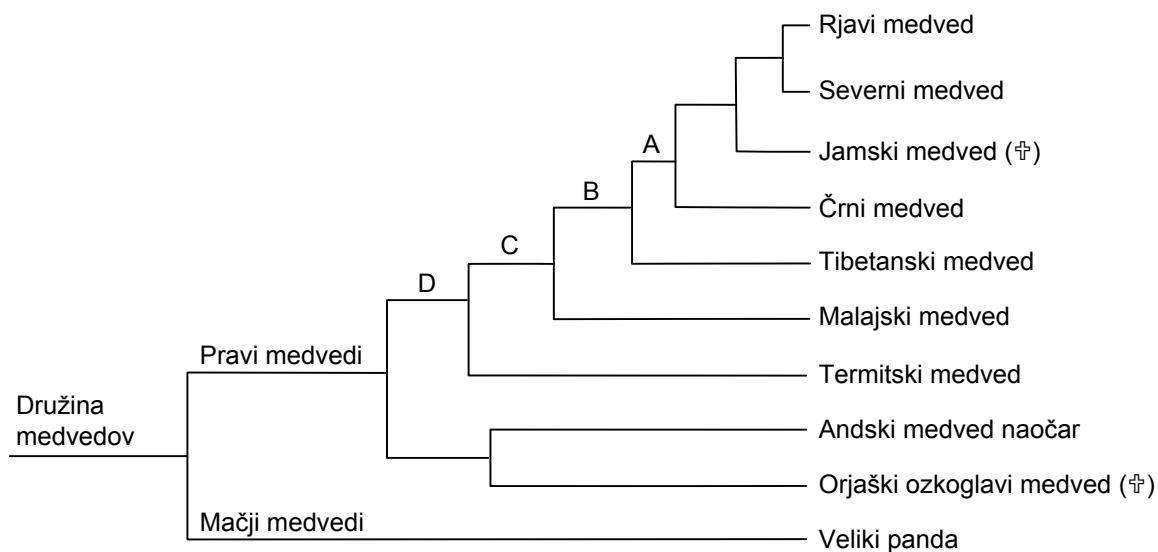 Rjavi medved
Severni medved
A
Jamski medved (✞)
B
Črni medved
C
Tibetanski medved
D
Malajski medved
Pravi medvedi
Termitski medved
Družina
medvedov
Andski medved naočar
Orjaški ozkoglavi medved (✞)
Mačji medvedi
Veliki panda